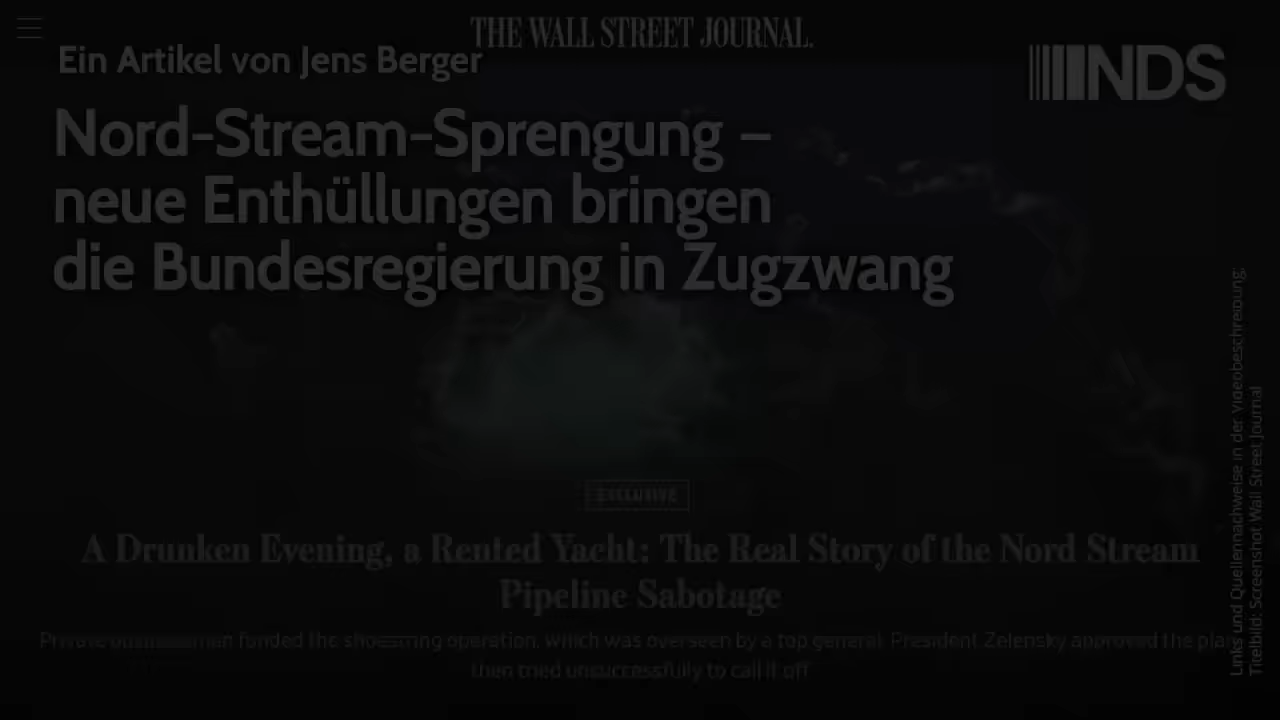 THE WALL STREET JOURNAL.
Ein Artikel von Jens Berger
NDS
Nord-Stream-Sprengung –
neue Enthüllungen bringen
die Bundesregierung in Zugzwang
EXCLUSIVE
A Drunken Evening, a Rented Yacht: The Real Story of the Nord Stream
Pipeline Sabotage
Private businessmen funded the shoestring operation, which was overseen by a top general. President Zelensky approved the plan,
then tried unsuccessfully to call it off
Links und Quellennachweise in der Videobeschreibung;
Titelbild: Screenshot Wall Street Journal